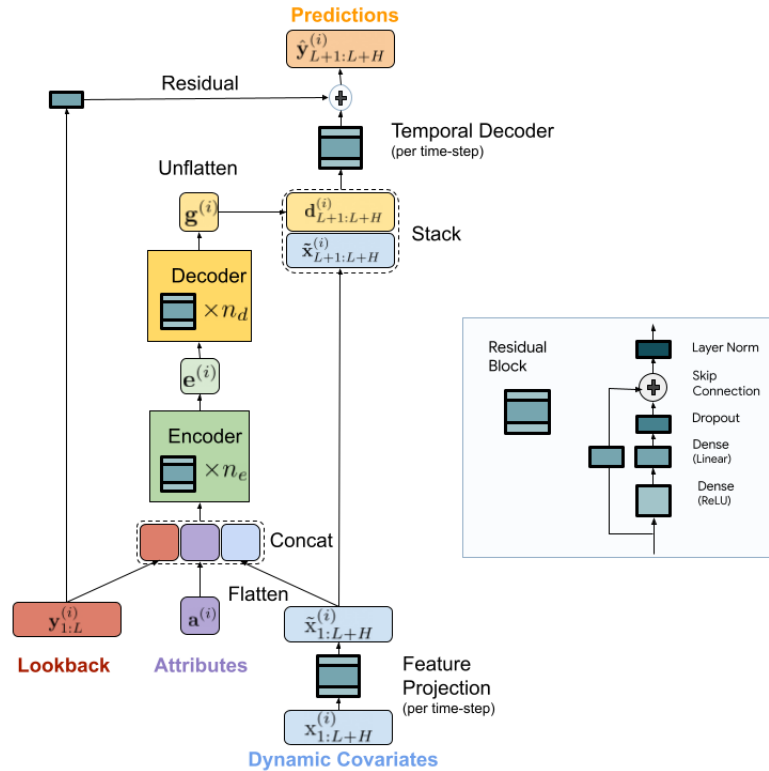 Predictions
ŷ^{(i)}_{L+1:L+H}
Residual
Temporal Decoder
(per time-step)
Unflatten
g^{(i)}
d^{(i)}_{L+1:L+H}
x̃^{(i)}_{L+1:L+H}
Stack
Decoder
×n_d
e^{(i)}
Encoder
×n_e
Concat
Flatten
y^{(i)}_{1:L}
a^{(i)}
x̃^{(i)}_{1:L+H}
Lookback
Attributes
Feature
Projection
(per time-step)
x^{(i)}_{1:L+H}
Dynamic Covariates
Residual
Block
Layer Norm
Skip
Connection
Dropout
Dense
(Linear)
Dense
(ReLU)